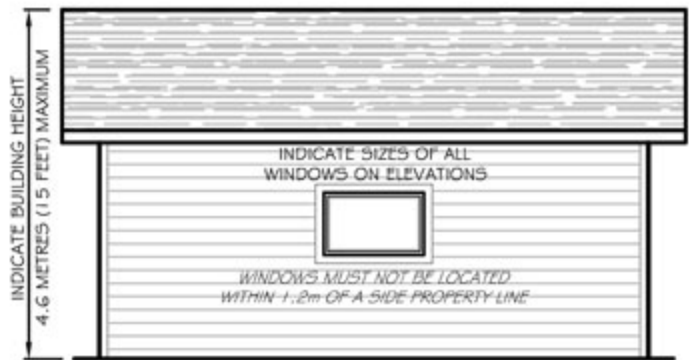 INDICATE BUILDING HEIGHT
4.6 METRES (15 FEET) MAXIMUM
INDICATE SIZES OF ALL
WINDOWS ON ELEVATIONS
WINDOWS MUST NOT BE LOCATED
WITHIN 1.2m OF A SIDE PROPERTY LINE